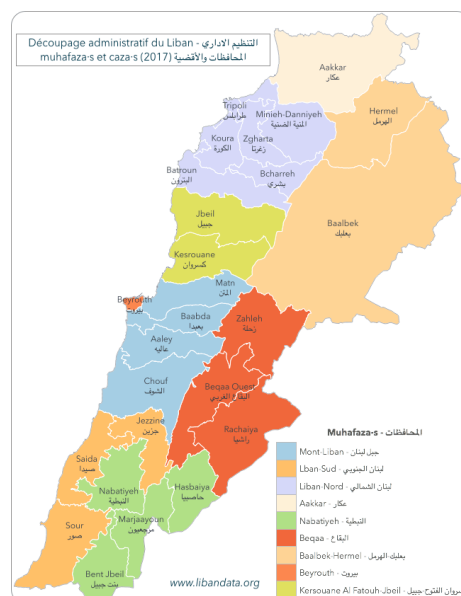 Découpage administratif du Liban - التنظيم الاداري
muhafaza·s et caza·s (2017) المحافظات والأقضية
Aakkar
عكار
Hermel
الهرمل
Tripoli
طرابلس
Minieh-Danniyeh
المنية الضنية
Koura
الكورة
Zgharta
زغرتا
Batroun
البترون
Bcharreh
بشري
Baalbek
بعلبك
Jbeil
جبيل
Kesrouane
كسروان
Matn
المتن
Beyrouth
بيروت
Baabda
بعبدا
Zahleh
زحلة
Aaley
عاليه
Chouf
الشوف
Beqaa Ouest
البقاع الغربي
Jezzine
جزين
Rachaiya
راشيا
Saida
صيدا
Hasbaiya
حاصبيا
Nabatiyeh
النبطية
Marjaayoun
مرجعيون
Sour
صور
Bent Jbeil
بنت جبيل
Muhafaza-s - المحافظات
Mont-Liban - جبل لبنان
Lban-Sud - لبنان الجنوبي
Liban-Nord - لبنان الشمالي
Aakkar - عكار
Nabatiyeh - النبطية
Beqaa - البقاع
Baalbek-Hermel - بعلبك-الهرمل
Beyrouth - بيروت
Kersouane Al Fatouh-Jbeil - سروان الفتوح-جبيل
www.libandata.org